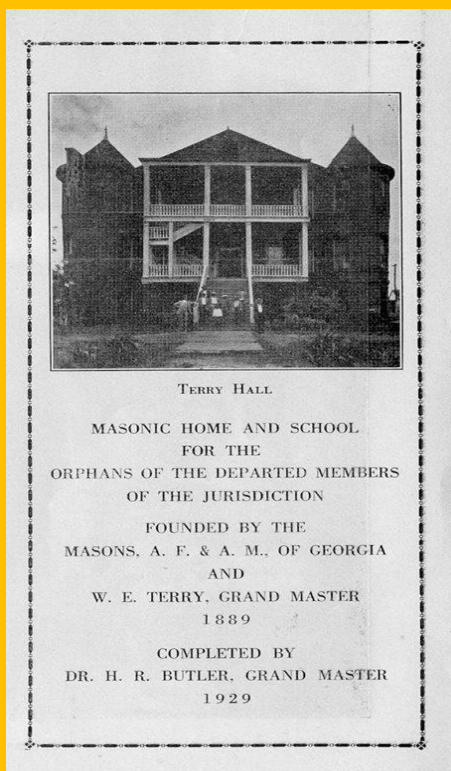 TERRY HALL
MASONIC HOME AND SCHOOL
FOR THE
ORPHANS OF THE DEPARTED MEMBERS
OF THE JURISDICTION
FOUNDED BY THE
MASONS, A. F. & A. M., OF GEORGIA
AND
W. E. TERRY, GRAND MASTER
1889
COMPLETED BY
DR. H. R. BUTLER, GRAND MASTER
1929